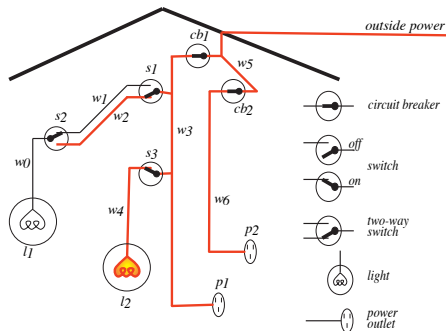 outside power
cb1
w5
s1
cb2
w1
s2
w2
w3
w0
s3
w4
w6
p2
l1
l2
p1
circuit breaker
off
switch
on
two-way
switch
light
power
outlet